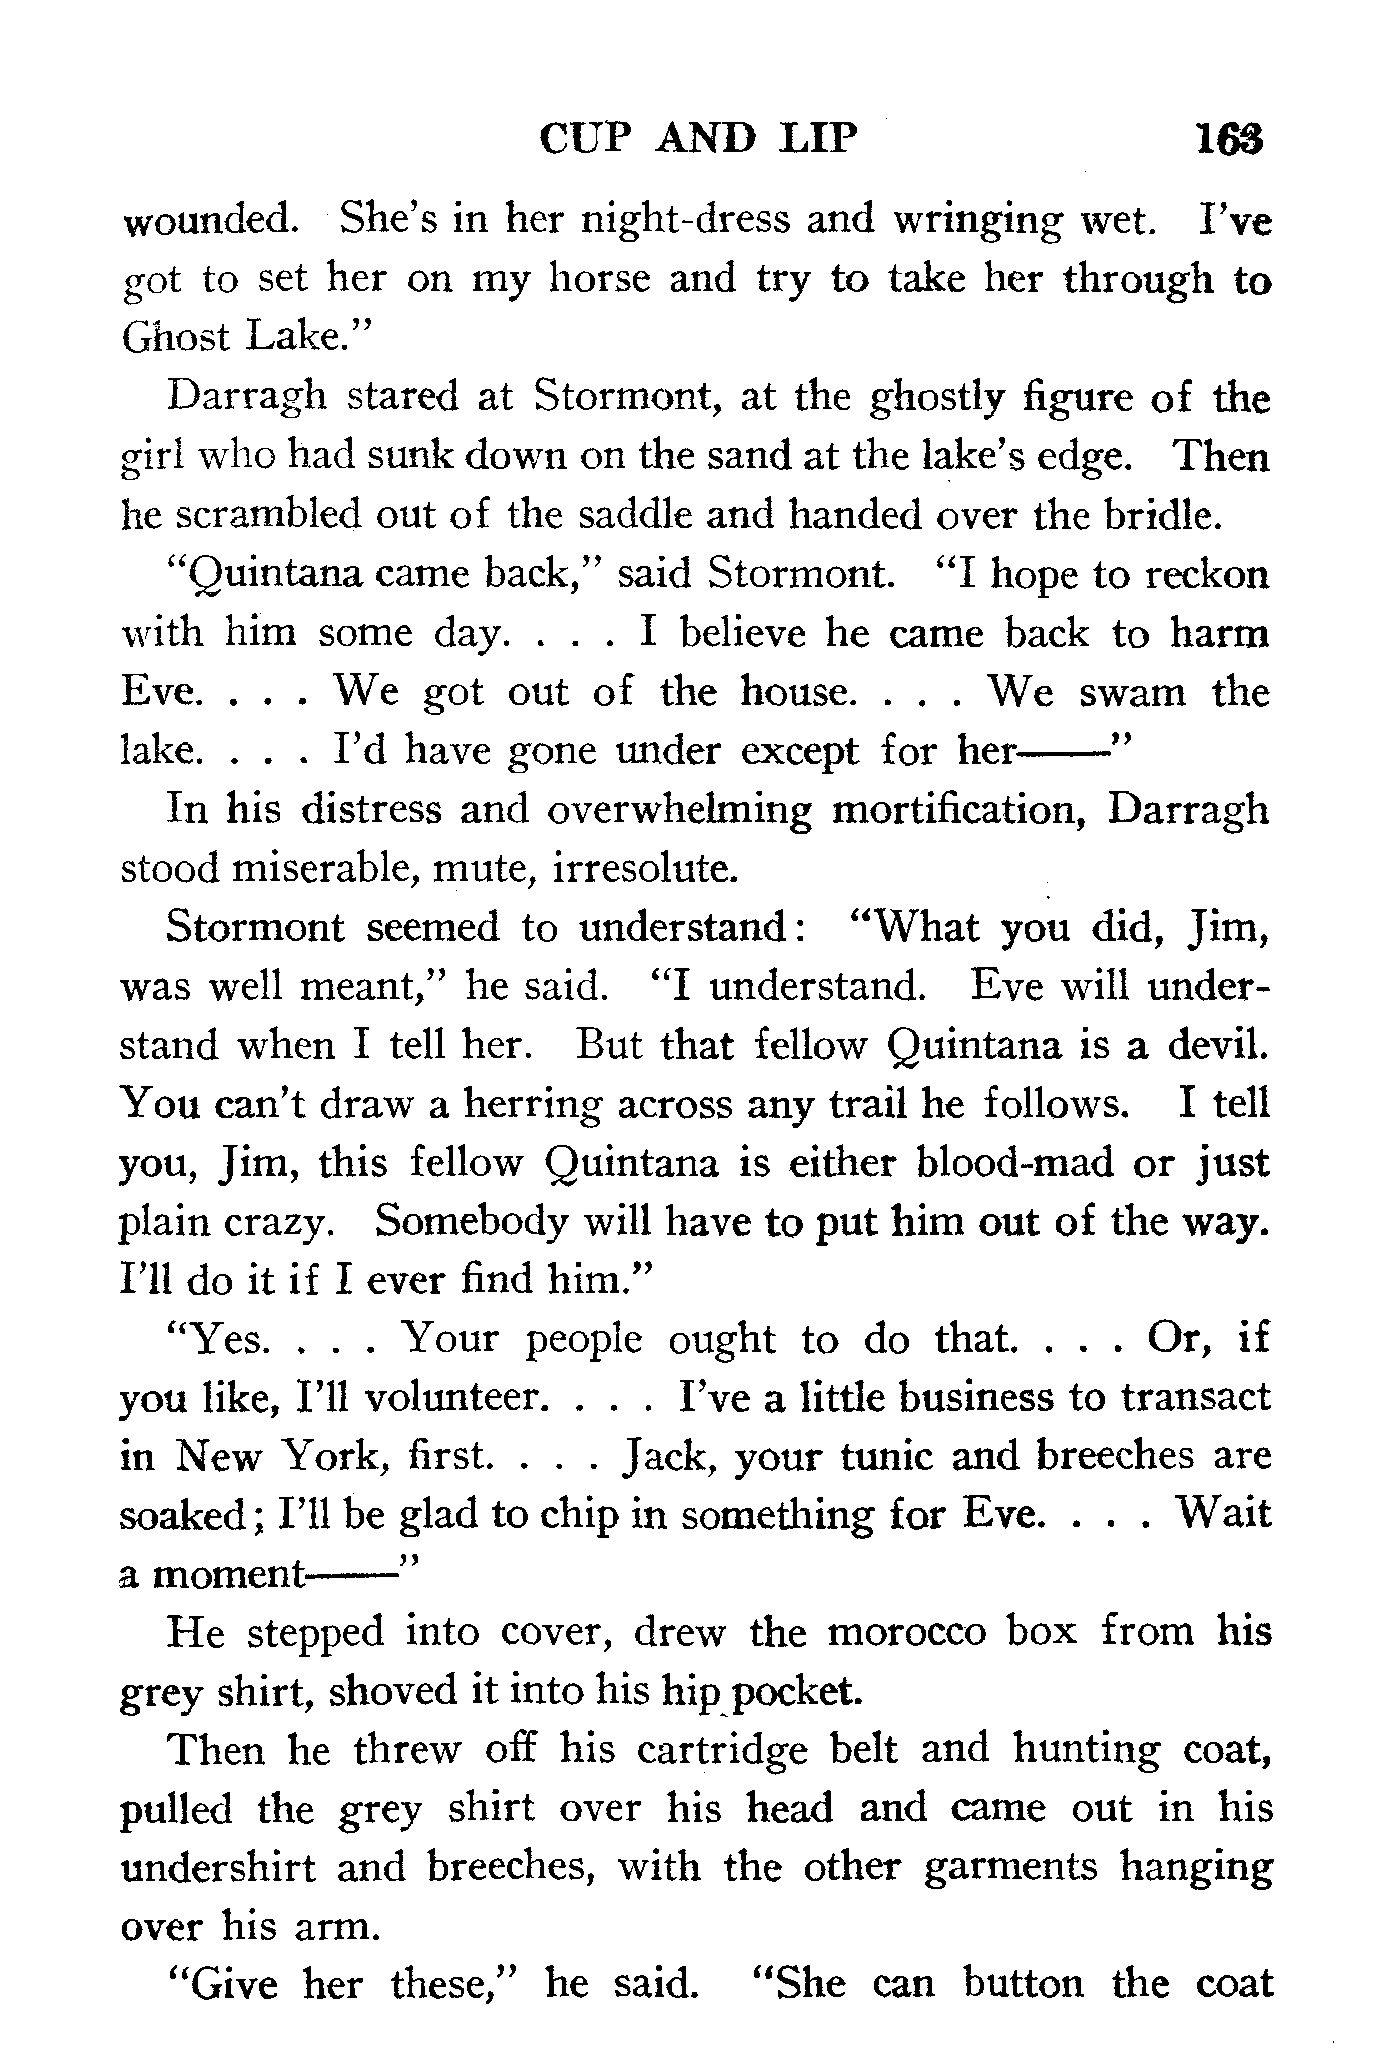 CUP AND LIP 163
wounded. She's in her night-dress and wringing wet. I've
got to set her on my horse and try to take her through to
Ghost Lake."
Darragh stared at Stormont, at the ghostly figure of the
girl who had sunk down on the sand at the lake's edge. Then
he scrambled out of the saddle and handed over the bridle.
"Quintana came back," said Stormont. "I hope to reckon
with him some day. . . . I believe he came back to harm
Eve. . . . We got out of the house. . . . We swam the
lake. . . . I'd have gone under except for her——"
In his distress and overwhelming mortification, Darragh
stood miserable, mute, irresolute.
Stormont seemed to understand: "What you did, Jim,
was well meant," he said. "I understand. Eve will under-
stand when I tell her. But that fellow Quintana is a devil.
You can't draw a herring across any trail he follows. I tell
you, Jim, this fellow Quintana is either blood-mad or just
plain crazy. Somebody will have to put him out of the way.
I'll do it if I ever find him."
"Yes. . . . Your people ought to do that. . . . Or, if
you like, I'll volunteer. . . . I've a little business to transact
in New York, first. . . . Jack, your tunic and breeches are
soaked; I'll be glad to chip in something for Eve. . . . Wait
a moment——"
He stepped into cover, drew the morocco box from his
grey shirt, shoved it into his hip pocket.
Then he threw off his cartridge belt and hunting coat,
pulled the grey shirt over his head and came out in his
undershirt and breeches, with the other garments hanging
over his arm.
"Give her these," he said. "She can button the coat